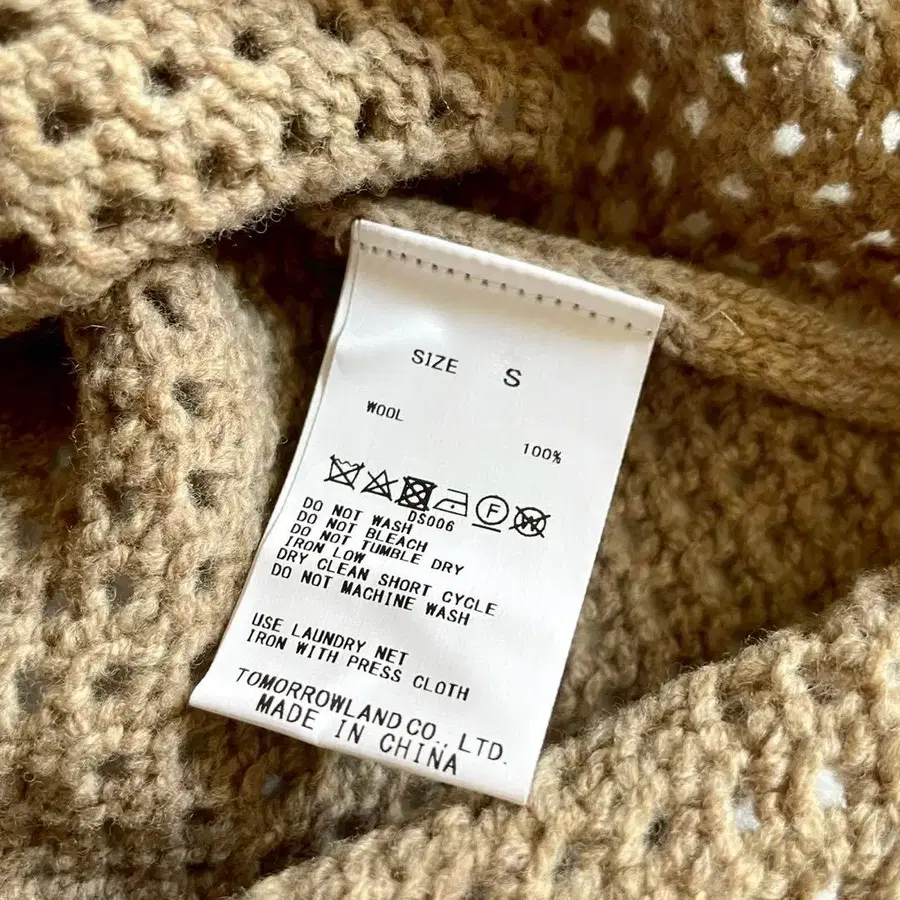 SIZE S
WOOL
100%
F W
DS006
DO NOT WASH
DO NOT BLEACH
DO NOT TUMBLE DRY
IRON LOW
DRY CLEAN SHORT CYCLE
DO NOT MACHINE WASH
USE LAUNDRY NET
IRON WITH PRESS CLOTH
TOMORROWLAND CO., LTD.
MADE IN CHINA